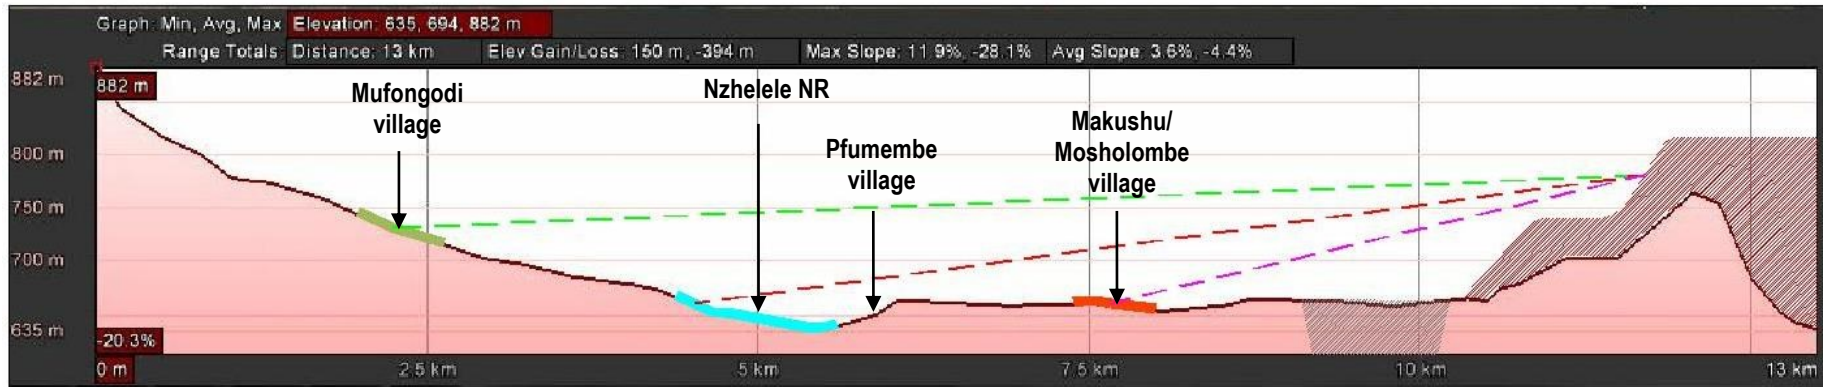 Graph: Min, Avg, Max Elevation: 635, 694, 882 m
Range Totals: Distance: 13 km Elev Gain/Loss: 150 m, -394 m Max Slope: 11.9%, -28.1% Avg Slope: 3.6%, -4.4%
882 m
882 m
Mufongodi
village
Nzhelele NR
Makushu/
Mosholombe
village
Pfumembe
village
800 m
750 m
700 m
635 m
-20.3%
0 m
2.5 km
5 km
7.5 km
10 km
13 km